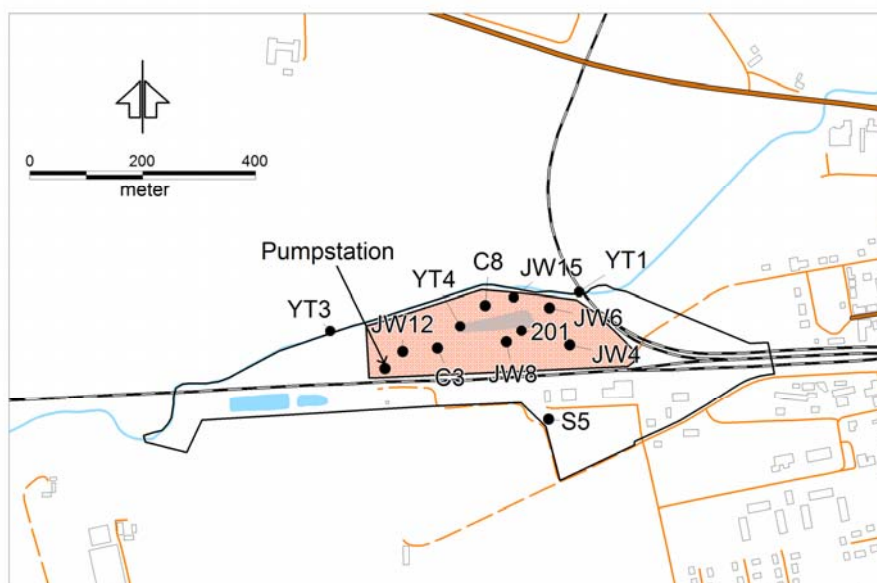 0 200 400
meter
Pumpstation
C8
JW15
YT1
YT4
YT3
JW12
JW6
201
JW4
C3
JW8
S5